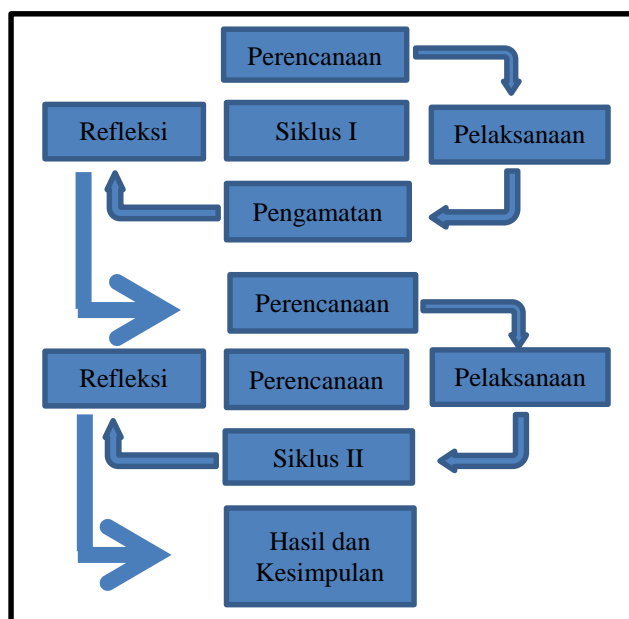 Perencanaan
Refleksi
Siklus I
Pelaksanaan
Pengamatan
Perencanaan
Refleksi
Perencanaan
Pelaksanaan
Siklus II
Hasil dan
Kesimpulan